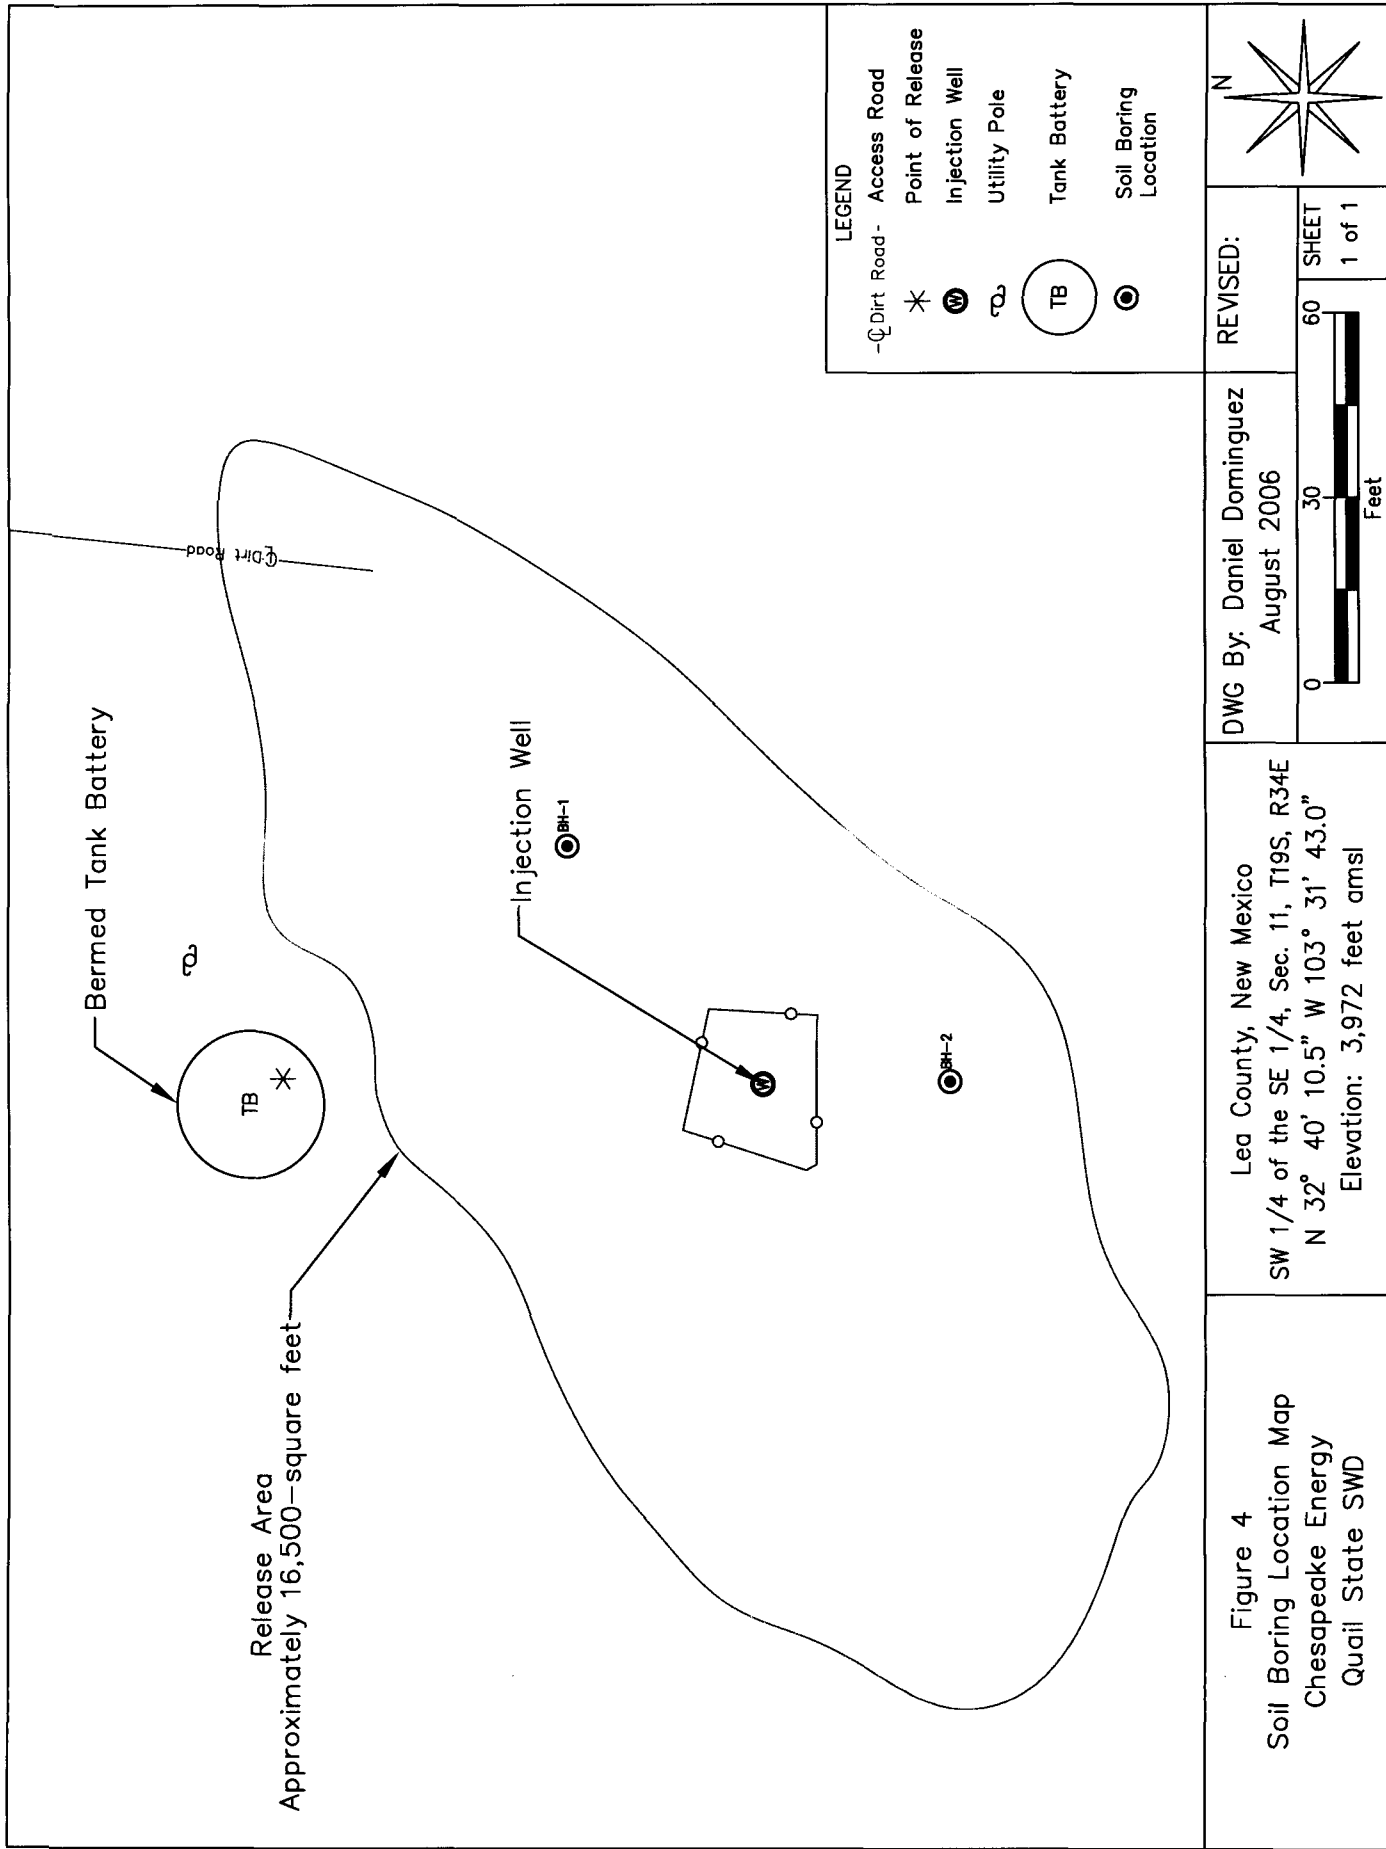 Bermed Tank Battery
TB
Release Area
Approximately 16,500-square feet
℄ Dirt Road
Injection Well
W
BH-1
BH-2
LEGEND
-℄ Dirt Road- Access Road
Point of Release
W Injection Well
Utility Pole
TB Tank Battery
Soil Boring
Location
Figure 4
Soil Boring Location Map
Chesapeake Energy
Quail State SWD
Lea County, New Mexico
SW 1/4 of the SE 1/4, Sec. 11, T19S, R34E
N 32° 40' 10.5" W 103° 31' 43.0"
Elevation: 3,972 feet amsl
DWG By: Daniel Dominguez
August 2006
REVISED:
0 30 60
Feet
SHEET
1 of 1
N